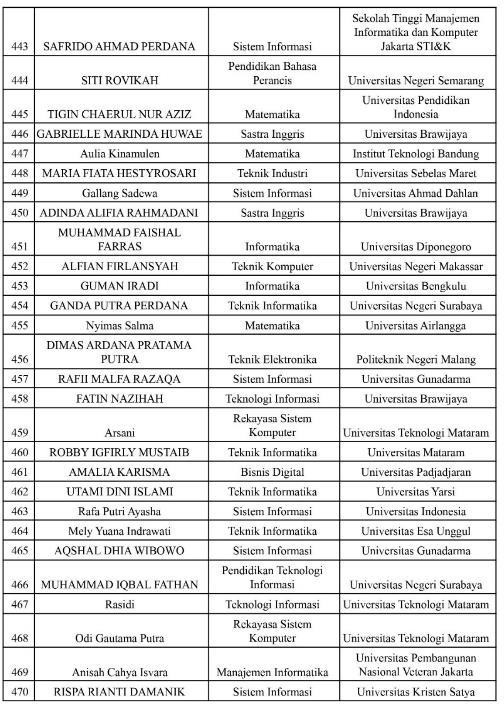 443 SAFRIDO AHMAD PERDANA Sistem Informasi Sekolah Tinggi Manajemen Informatika dan Komputer Jakarta STI&K
444 SITI ROVIKAH Pendidikan Bahasa Perancis Universitas Negeri Semarang
445 TIGIN CHAERUL NUR AZIZ Matematika Universitas Pendidikan Indonesia
446 GABRIELLE MARINDA HUWAE Sastra Inggris Universitas Brawijaya
447 Aulia Kinamulen Matematika Institut Teknologi Bandung
448 MARIA FIATA HESTYROSARI Teknik Industri Universitas Sebelas Maret
449 Gallang Sadewa Sistem Informasi Universitas Ahmad Dahlan
450 ADINDA ALIFIA RAHMADANI Sastra Inggris Universitas Brawijaya
451 MUHAMMAD FAISHAL FARRAS Informatika Universitas Diponegoro
452 ALFIAN FIRLANSYAH Teknik Komputer Universitas Negeri Makassar
453 GUMAN IRADI Informatika Universitas Bengkulu
454 GANDA PUTRA PERDANA Teknik Informatika Universitas Negeri Surabaya
455 Nyimas Salma Matematika Universitas Airlangga
456 DIMAS ARDANA PRATAMA PUTRA Teknik Elektronika Politeknik Negeri Malang
457 RAFII MALFA RAZAQA Sistem Informasi Universitas Gunadarma
458 FATIN NAZIHAH Teknologi Informasi Universitas Brawijaya
459 Arsani Rekayasa Sistem Komputer Universitas Teknologi Mataram
460 ROBBY IGFIRLY MUSTAIB Teknik Informatika Universitas Mataram
461 AMALIA KARISMA Bisnis Digital Universitas Padjadjaran
462 UTAMI DINI ISLAMI Teknik Informatika Universitas Yarsi
463 Rafa Putri Ayasha Sistem Informasi Universitas Indonesia
464 Mely Yuana Indrawati Teknik Informatika Universitas Esa Unggul
465 AQSHAL DHIA WIBOWO Sistem Informasi Universitas Gunadarma
466 MUHAMMAD IQBAL FATHAN Pendidikan Teknologi Informasi Universitas Negeri Surabaya
467 Rasidi Teknologi Informasi Universitas Teknologi Mataram
468 Odi Gautama Putra Rekayasa Sistem Komputer Universitas Teknologi Mataram
469 Anisah Cahya Isvara Manajemen Informatika Universitas Pembangunan Nasional Veteran Jakarta
470 RISPA RIANTI DAMANIK Sistem Informasi Universitas Kristen Satya